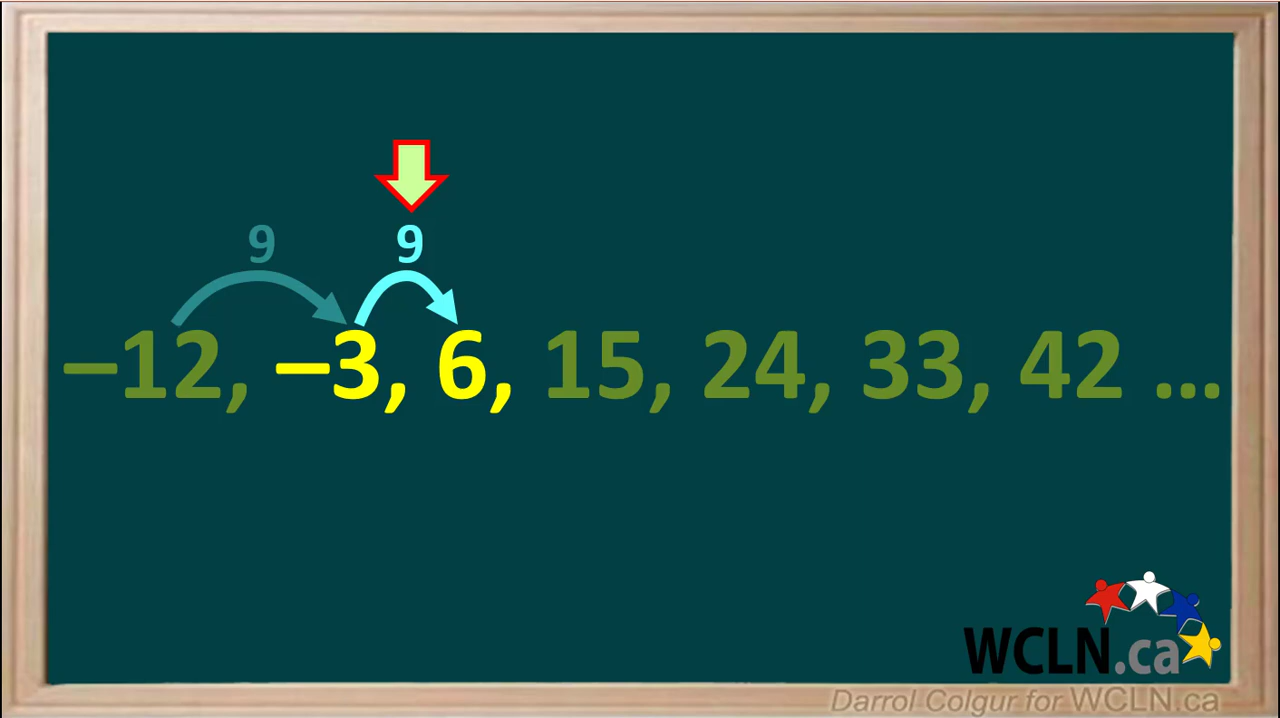 9 9
–12, –3, 6, 15, 24, 33, 42 ...
WCLN.ca
Darrol Colgur for WCLN.ca